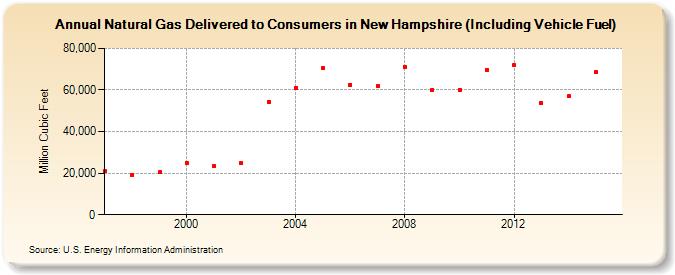 Annual Natural Gas Delivered to Consumers in New Hampshire (Including Vehicle Fuel)
Million Cubic Feet
80,000
60,000
40,000
20,000
0
2000 2004 2008 2012
Source: U.S. Energy Information Administration